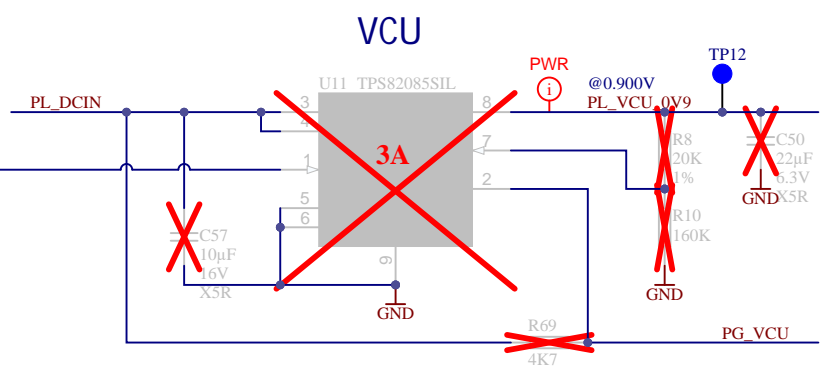 VCU
TP12
PWR
i
@0.900V
U11 TPS82085SIL
PL_DCIN
PL_VCU_0V9
3
8
4
R8
C50
7
20K
22µF
3A
1
1%
6.3V
2
X5R
GND
5
R10
6
C57
160K
10µF
16V
9
X5R
GND
GND
R69
PG_VCU
4K7